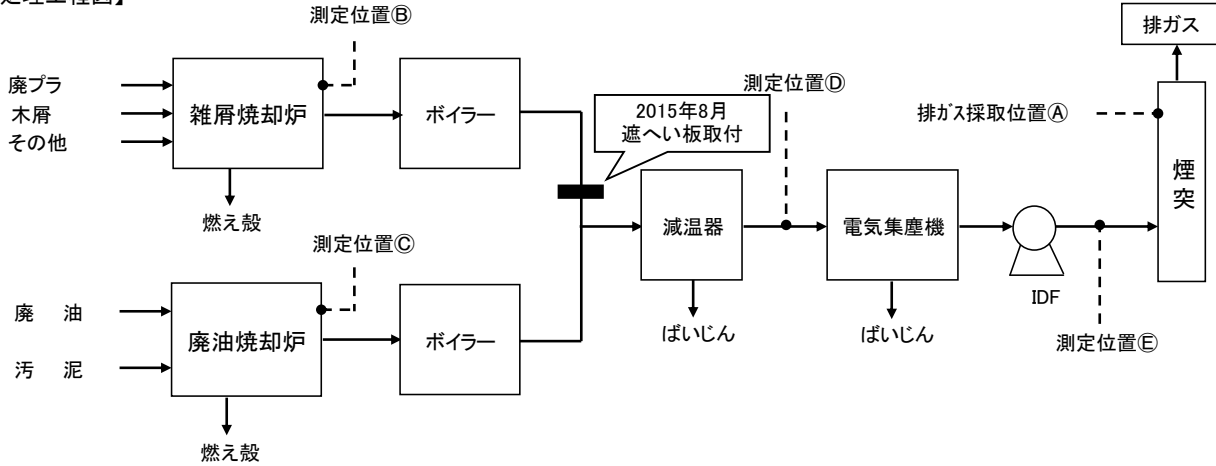 処理工程図】
測定位置Ⓑ
排ガス
廃プラ
木屑
その他
雑屑焼却炉
ボイラー
2015年8月
遮へい板取付
測定位置Ⓓ
排ガス採取位置Ⓐ
煙突
燃え殻
減温器
電気集塵機
測定位置Ⓒ
IDF
廃 油
汚 泥
廃油焼却炉
ボイラー
ばいじん
ばいじん
測定位置Ⓔ
燃え殻